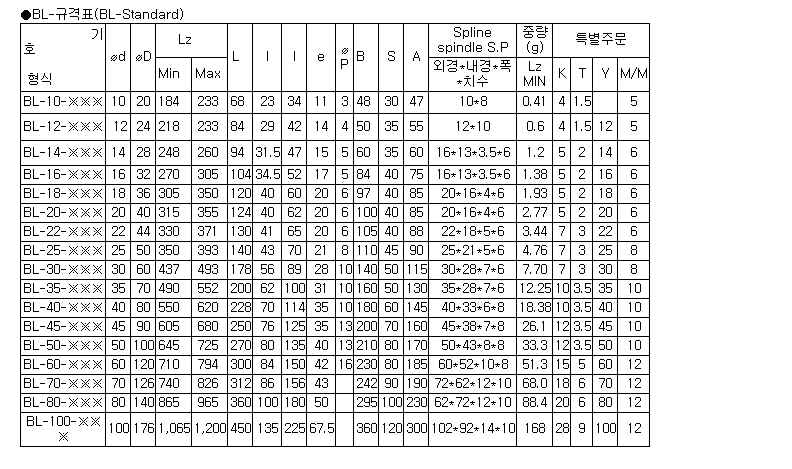 ●BL-규격표(BL-Standard)
호 기 형식 ⌀d ⌀D Lz Min Max L l l e ⌀P B S A Spline spindle S.P 외경*내경*폭*치수 중량(g) Lz MIN 특별주문 K T Y M/M
BL-10-※※※ 10 20 184 233 68 23 34 11 3 48 30 47 10*8 0.41 4 1.5 5
BL-12-※※※ 12 24 218 233 84 29 42 14 4 50 35 55 12*10 0.6 4 1.5 12 5
BL-14-※※※ 14 28 248 260 94 31.5 47 15 5 60 35 60 16*13*3.5*6 1.2 5 2 14 6
BL-16-※※※ 16 32 270 305 104 34.5 52 17 5 84 40 75 16*13*3.5*6 1.38 5 2 16 6
BL-18-※※※ 18 36 305 350 120 40 60 20 6 97 40 85 20*16*4*6 1.93 5 2 18 6
BL-20-※※※ 20 40 315 355 124 40 62 20 6 100 40 85 20*16*4*6 2.77 5 2 20 6
BL-22-※※※ 22 44 330 371 130 41 65 20 6 105 40 88 22*18*5*6 3.44 7 3 22 6
BL-25-※※※ 25 50 350 393 140 43 70 21 8 110 45 90 25*21*5*6 4.76 7 3 25 8
BL-30-※※※ 30 60 437 493 178 56 89 28 10 140 50 115 30*28*7*6 7.70 7 3 30 8
BL-35-※※※ 35 70 490 552 200 62 100 31 10 160 50 130 35*28*7*6 12.25 10 3.5 35 10
BL-40-※※※ 40 80 550 620 228 70 114 35 10 180 60 145 40*33*6*8 18.38 10 3.5 40 10
BL-45-※※※ 45 90 605 680 250 76 125 35 13 200 70 160 45*38*7*8 26.1 12 3.5 45 10
BL-50-※※※ 50 100 645 725 270 80 135 40 13 210 80 170 50*43*8*8 33.3 12 3.5 50 10
BL-60-※※※ 60 120 710 794 300 84 150 42 16 230 80 185 60*52*10*8 51.3 15 5 60 12
BL-70-※※※ 70 126 740 826 312 86 156 43 242 90 190 72*62*12*10 68.0 18 6 70 12
BL-80-※※※ 80 140 865 965 360 100 180 50 295 100 230 62*72*12*10 88.4 20 6 80 12
BL-100-※※※ 100 176 1,065 1,200 450 135 225 67.5 360 120 300 102*92*14*10 168 28 9 100 12